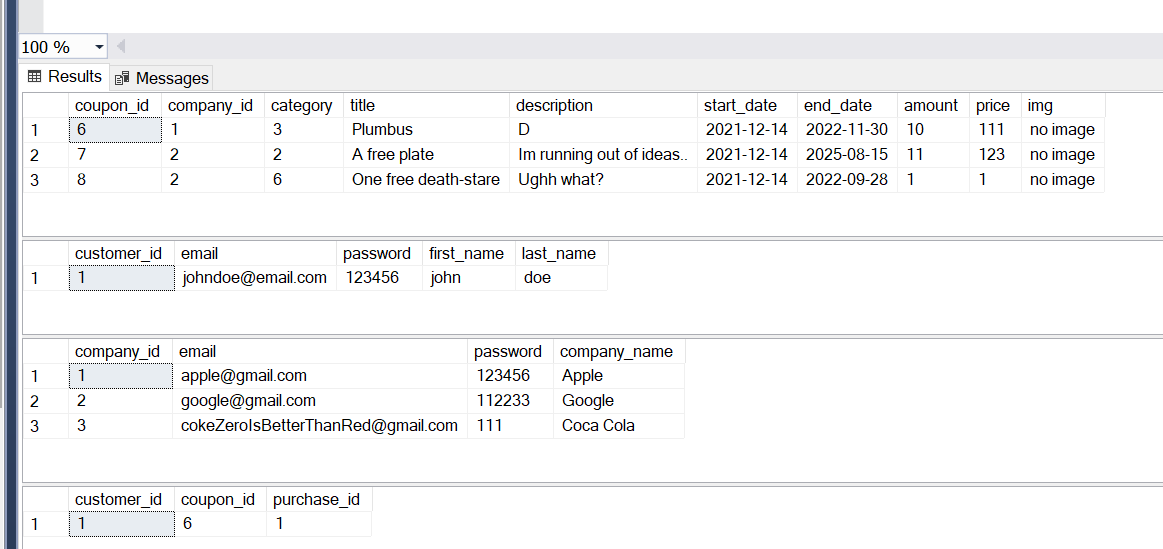 100 %
Results Messages
coupon_id company_id category title description start_date end_date amount price img
1 6 1 3 Plumbus D 2021-12-14 2022-11-30 10 111 no image
2 7 2 2 A free plate Im running out of ideas.. 2021-12-14 2025-08-15 11 123 no image
3 8 2 6 One free death-stare Ughh what? 2021-12-14 2022-09-28 1 1 no image
customer_id email password first_name last_name
1 1 johndoe@email.com 123456 john doe
company_id email password company_name
1 1 apple@gmail.com 123456 Apple
2 2 google@gmail.com 112233 Google
3 3 cokeZeroIsBetterThanRed@gmail.com 111 Coca Cola
customer_id coupon_id purchase_id
1 1 6 1